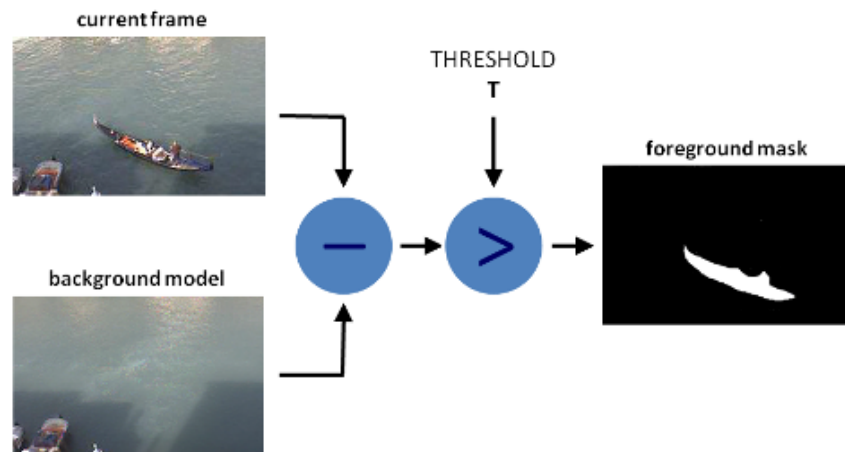 current frame
THRESHOLD
T
foreground mask
−
>
background model